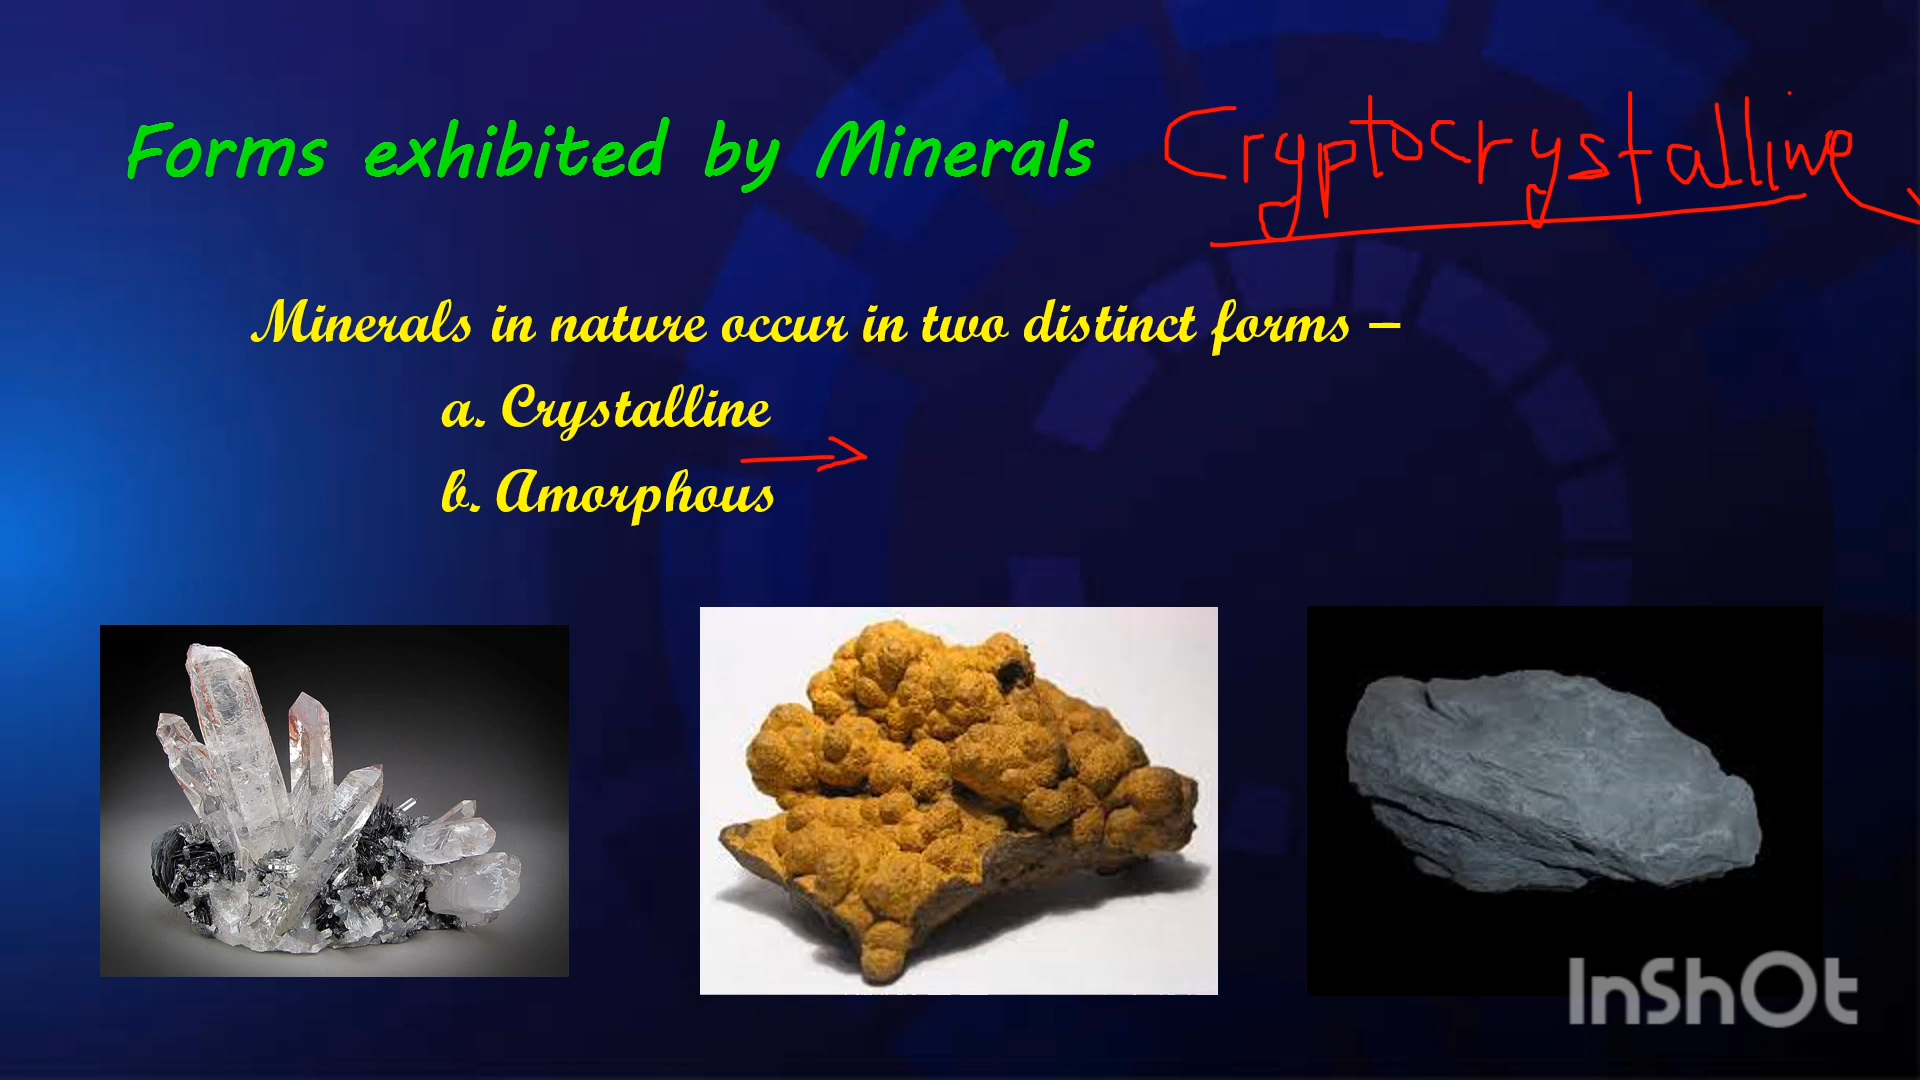 Forms exhibited by Minerals Cryptocrystalline
Minerals in nature occur in two distinct forms –
a. Crystalline
b. Amorphous
InShOt